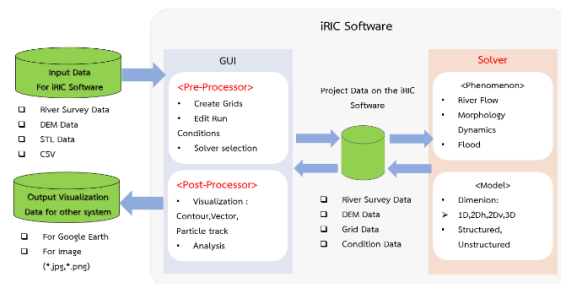 iRIC Software
Input Data
For iRIC Software
❑ River Survey Data
❑ DEM Data
❑ STL Data
❑ CSV
Output Visualization
Data for other system
❑ For Google Earth
❑ For Image
(*.jpg,*.png)
GUI
<Pre-Processor>
• Create Grids
• Edit Run
Conditions
• Solver selection
<Post-Processor>
• Visualization :
Contour,Vector,
Particle track
• Analysis
Project Data on the iRIC
Software
❑ River Survey Data
❑ DEM Data
❑ Grid Data
❑ Condition Data
Solver
<Phenomenon>
• River Flow
• Morphology
Dynamics
• Flood
<Model>
• Dimenion:
➢ 1D,2Dh,2Dv,3D
• Structured,
Unstructured